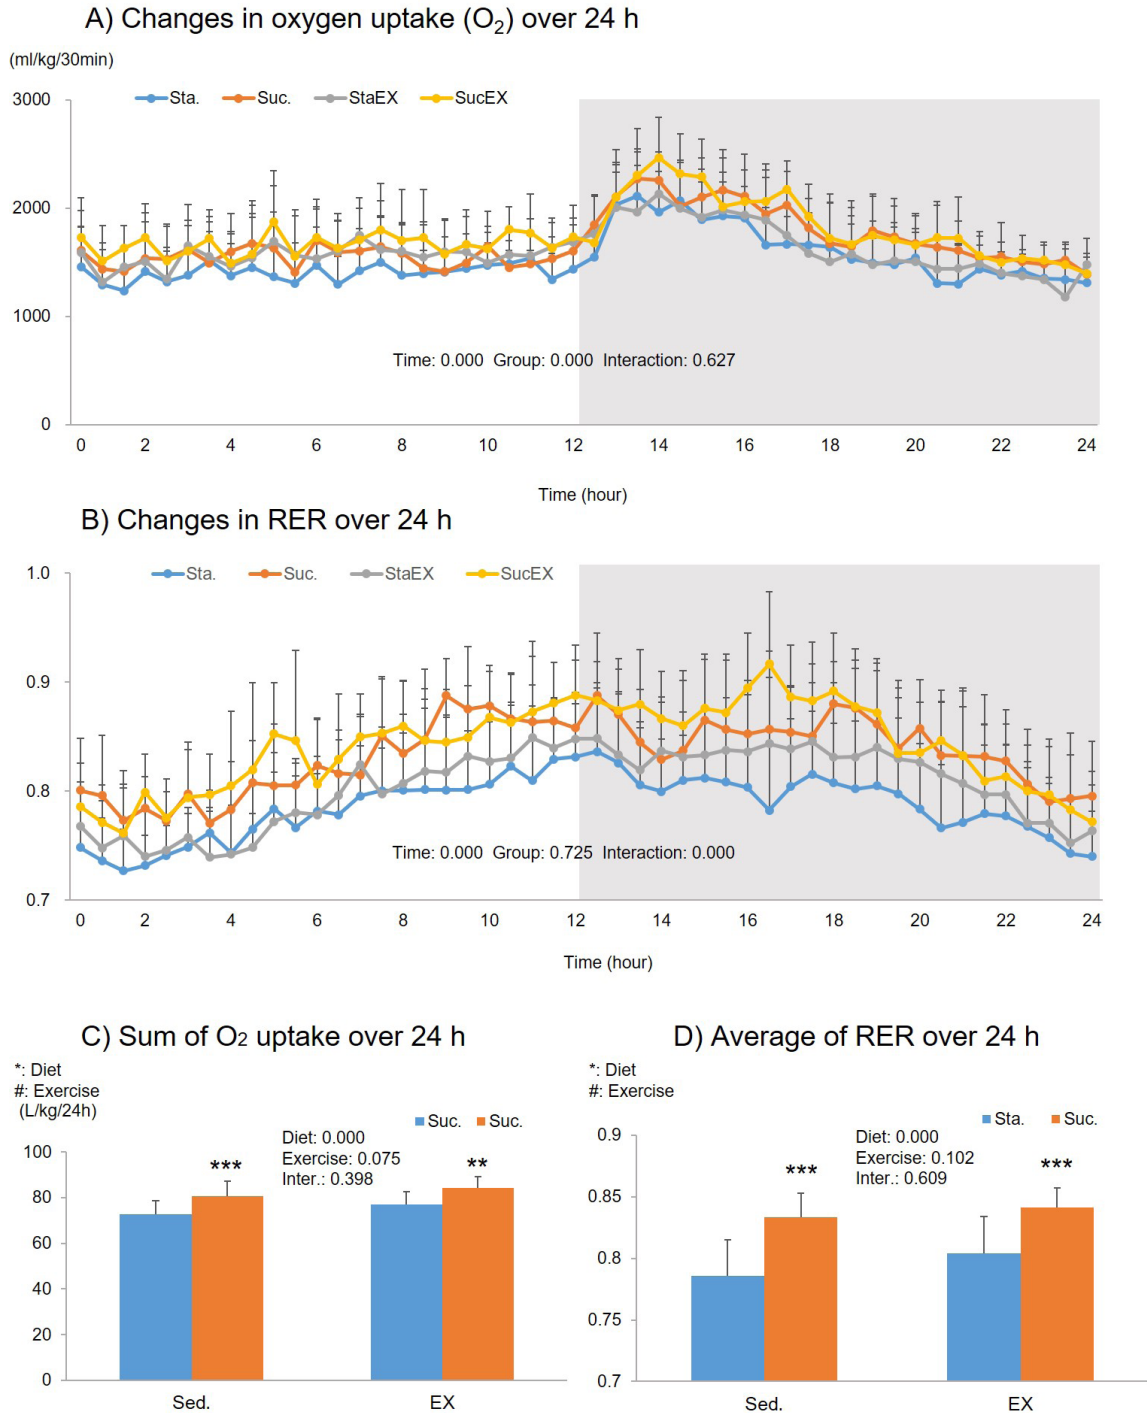 A) Changes in oxygen uptake (O₂) over 24 h
(ml/kg/30min)
Sta. Suc. StaEX SucEX
3000
2000
1000
0
Time: 0.000 Group: 0.000 Interaction: 0.627
0 2 4 6 8 10 12 14 16 18 20 22 24
Time (hour)
B) Changes in RER over 24 h
Sta. Suc. StaEX SucEX
1.0
0.9
0.8
0.7
Time: 0.000 Group: 0.725 Interaction: 0.000
0 2 4 6 8 10 12 14 16 18 20 22 24
Time (hour)
C) Sum of O₂ uptake over 24 h
*: Diet
#: Exercise
(L/kg/24h)
Suc. Suc.
Diet: 0.000
Exercise: 0.075
Inter.: 0.398
100
80
60
40
20
0
*** **
Sed. EX
D) Average of RER over 24 h
*: Diet
#: Exercise
Sta. Suc.
Diet: 0.000
Exercise: 0.102
Inter.: 0.609
0.9
0.85
0.8
0.75
0.7
*** ***
Sed. EX